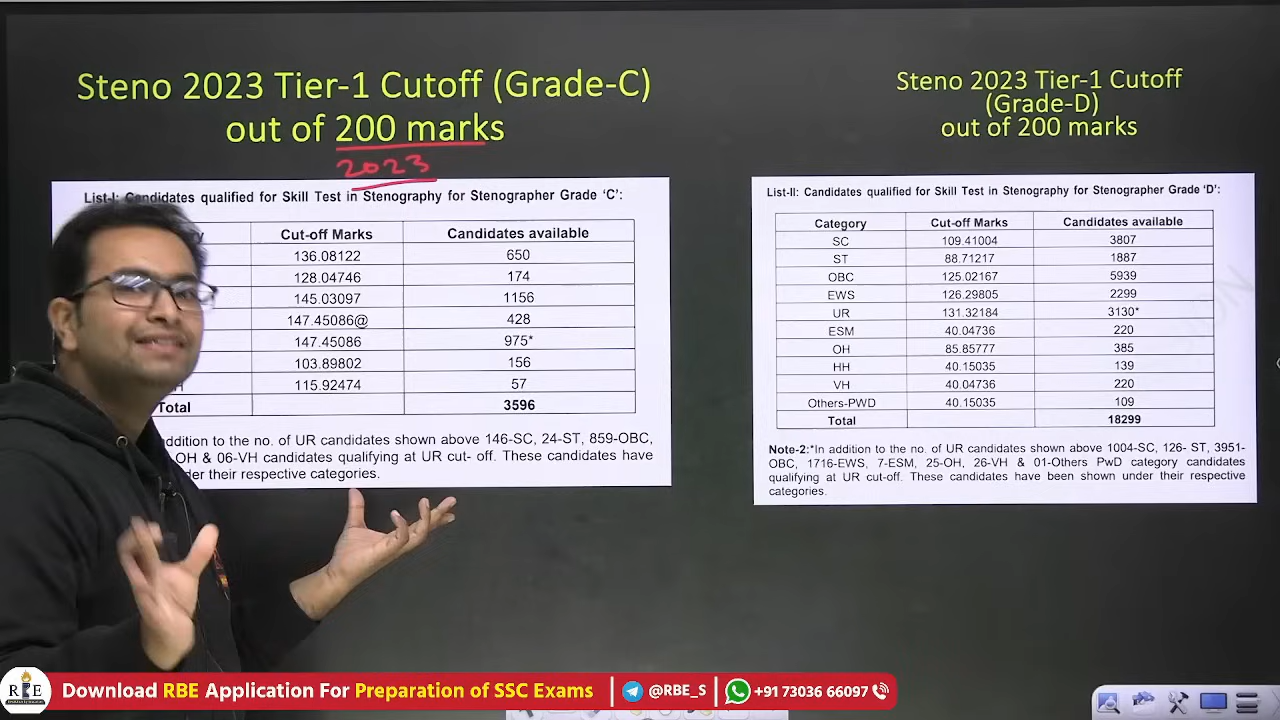 Steno 2023 Tier-1 Cutoff (Grade-C)
out of 200 marks
2023
List-I: Candidates qualified for Skill Test in Stenography for Stenographer Grade ‘C’:
Cut-off Marks Candidates available
136.08122 650
128.04746 174
145.03097 1156
147.45086@ 428
147.45086 975*
103.89802 156
115.92474 57
Total 3596
addition to the no. of UR candidates shown above 146-SC, 24-ST, 859-OBC,
OH & 06-VH candidates qualifying at UR cut- off. These candidates have
their respective categories.
Steno 2023 Tier-1 Cutoff
(Grade-D)
out of 200 marks
List-II: Candidates qualified for Skill Test in Stenography for Stenographer Grade ‘D’:
Category Cut-off Marks Candidates available
SC 109.41004 3807
ST 88.71217 1887
OBC 125.02167 5939
EWS 126.29805 2299
UR 131.32184 3130*
ESM 40.04736 220
OH 85.85777 385
HH 40.15035 139
VH 40.04736 220
Others-PWD 40.15035 109
Total 18299
Note-2:*In addition to the no. of UR candidates shown above 1004-SC, 126- ST, 3951-
OBC, 1716-EWS, 7-ESM, 25-OH, 26-VH & 01-Others PwD category candidates
qualifying at UR cut-off. These candidates have been shown under their respective
categories.
RBE
Download RBE Application For Preparation of SSC Exams @RBE_S +91 73036 66097